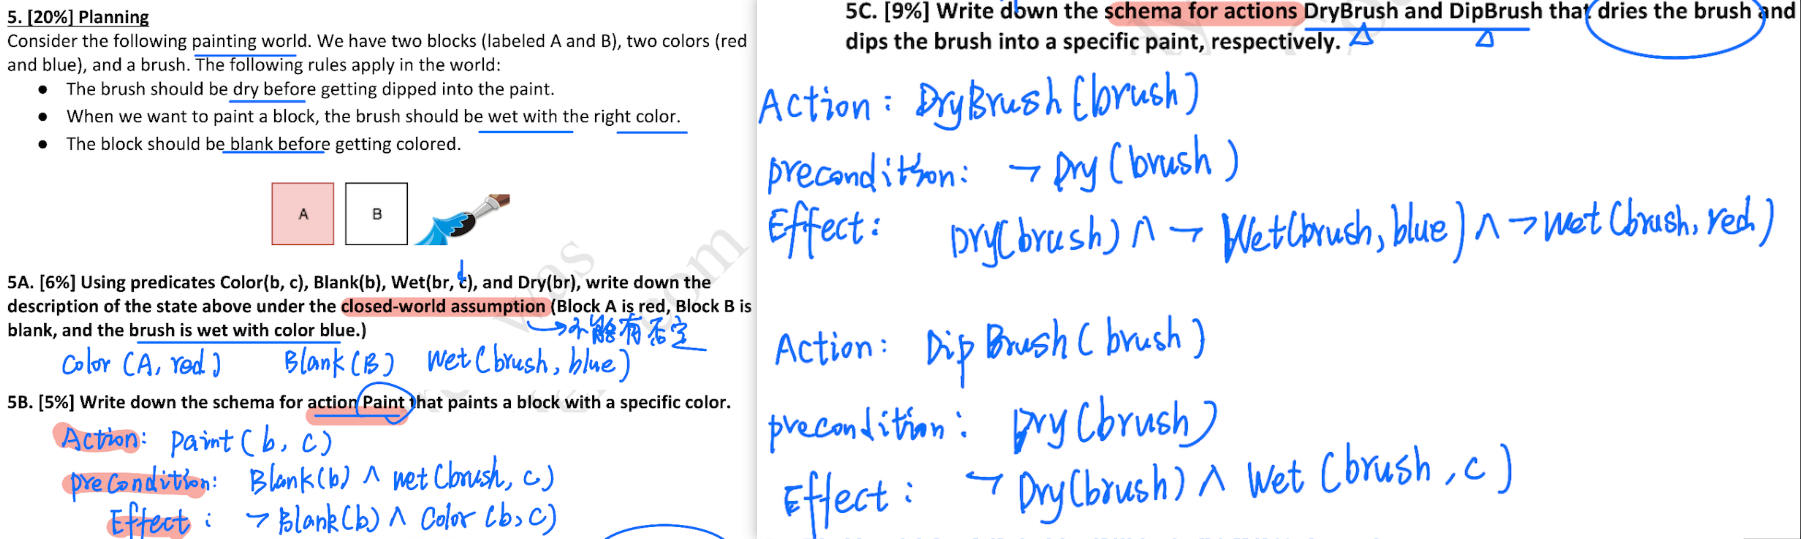 5. [20%] Planning
Consider the following painting world. We have two blocks (labeled A and B), two colors (red
and blue), and a brush. The following rules apply in the world:
● The brush should be dry before getting dipped into the paint.
● When we want to paint a block, the brush should be wet with the right color.
● The block should be blank before getting colored.
A B
5A. [6%] Using predicates Color(b, c), Blank(b), Wet(br, c), and Dry(br), write down the
description of the state above under the closed-world assumption (Block A is red, Block B is
blank, and the brush is wet with color blue.)
→不能有否定
Color (A, red) Blank (B) Wet (brush, blue)
5B. [5%] Write down the schema for action Paint that paints a block with a specific color.
Action: paint (b, c)
preCondition: Blank(b) ∧ wet (brush, c)
Effect : ¬ Blank(b) ∧ Color (b, c)
5C. [9%] Write down the schema for actions DryBrush and DipBrush that dries the brush and
dips the brush into a specific paint, respectively.
Action : DryBrush (brush)
precondition: ¬ Dry (brush)
Effect: Dry(brush) ∧ ¬ Wet(brush, blue) ∧ ¬ wet (brush, red)
Action: Dip Brush ( brush )
precondition : Dry (brush)
Effect : ¬ Dry(brush) ∧ Wet (brush, c)